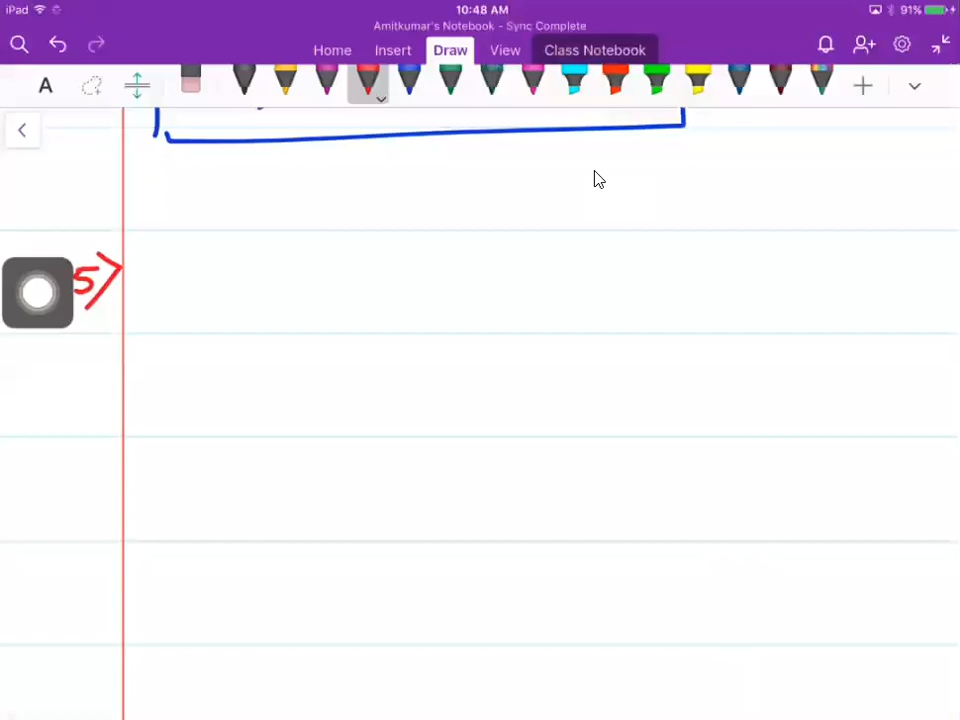 iPad 10:48 AM 91%
Amitkumar's Notebook - Sync Complete
Home Insert Draw View Class Notebook
A
5>